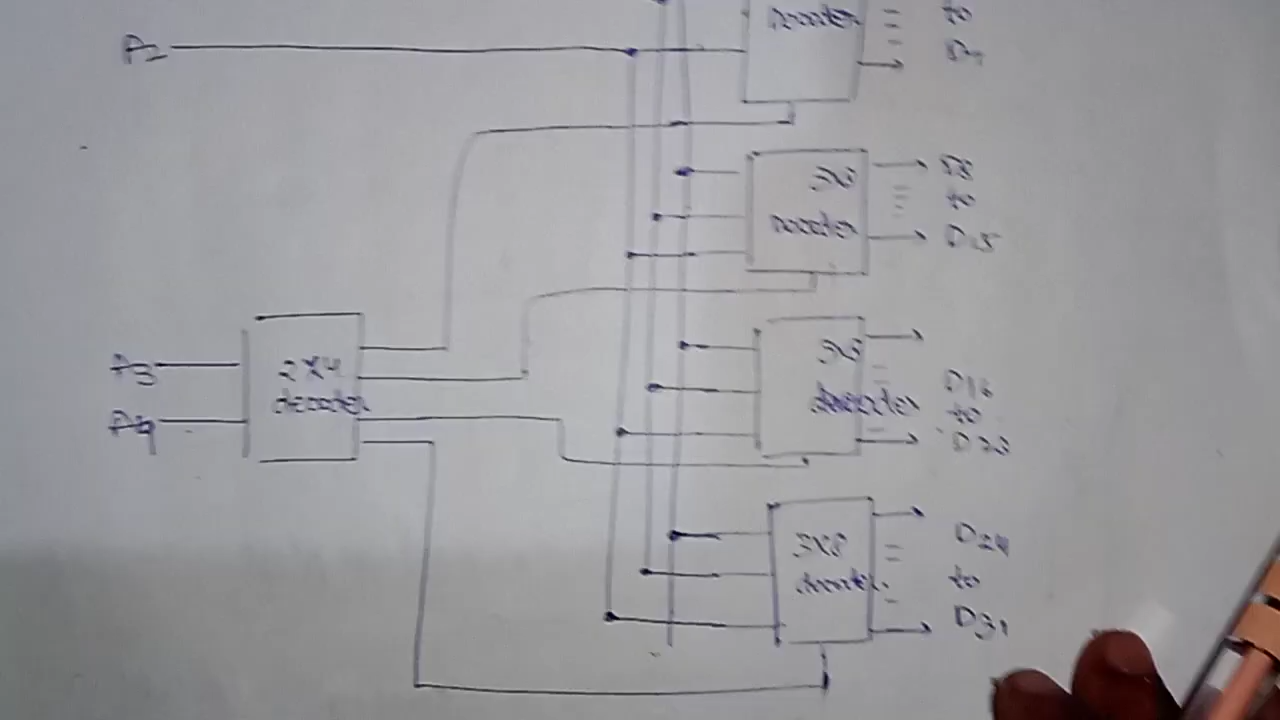 Decoder
to
D7
A2
3X8
Decoder
D8
to
D15
A3
A4
2X4
decoder
3X8
decoder
D16
to
D23
3X8
decoder
D24
to
D31